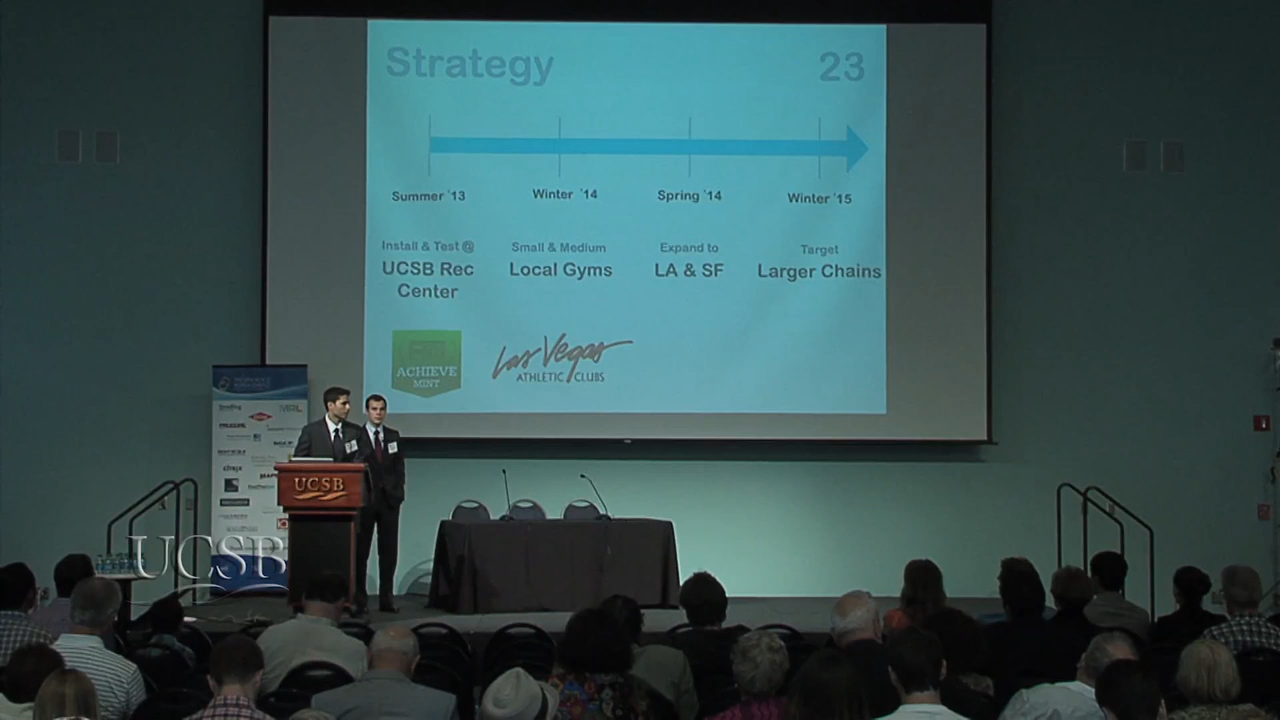 Strategy
23
Summer '13
Winter '14
Spring '14
Winter '15
Install & Test @
UCSB Rec
Center
Small & Medium
Local Gyms
Expand to
LA & SF
Target
Larger Chains
ACHIEVE
MINT
Las Vegas
ATHLETIC CLUBS
UCSB
UCSB
citrix